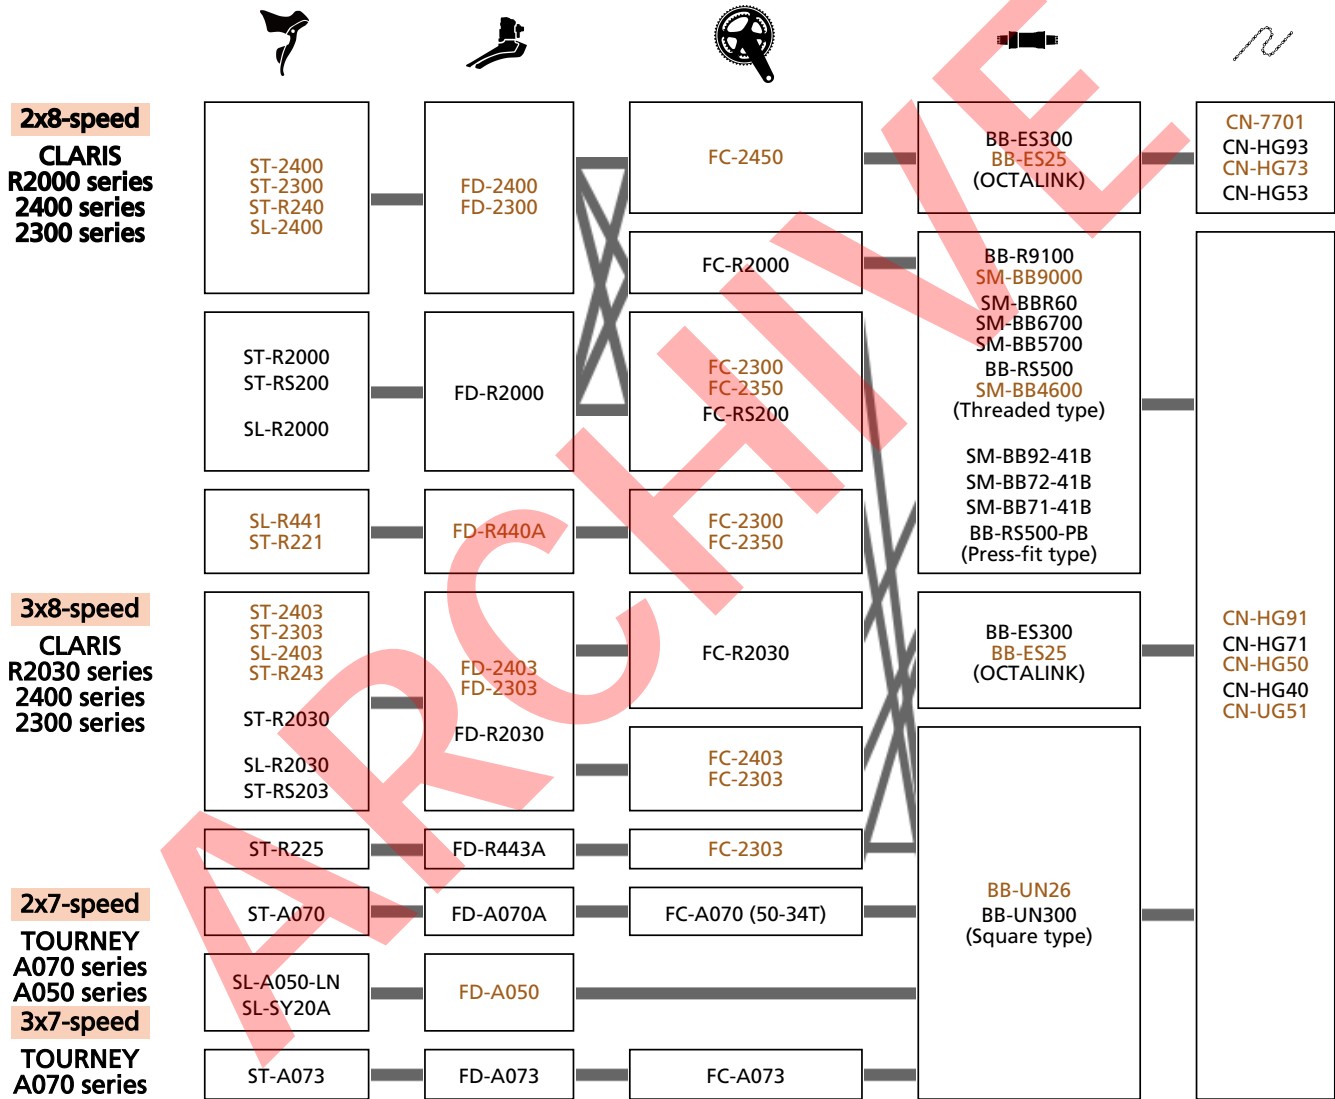 2x8-speed
CLARIS
R2000 series
2400 series
2300 series
ST-2400
ST-2300
ST-R240
SL-2400
FD-2400
FD-2300
FC-2450
BB-ES300
BB-ES25
(OCTALINK)
CN-7701
CN-HG93
CN-HG73
CN-HG53
FC-R2000
BB-R9100
SM-BB9000
SM-BBR60
SM-BB6700
SM-BB5700
BB-RS500
SM-BB4600
(Threaded type)
SM-BB92-41B
SM-BB72-41B
SM-BB71-41B
BB-RS500-PB
(Press-fit type)
ST-R2000
ST-RS200
SL-R2000
FD-R2000
FC-2300
FC-2350
FC-RS200
SL-R441
ST-R221
FD-R440A
FC-2300
FC-2350
3x8-speed
CLARIS
R2030 series
2400 series
2300 series
ST-2403
ST-2303
SL-2403
ST-R243
ST-R2030
SL-R2030
ST-RS203
FD-2403
FD-2303
FD-R2030
FC-R2030
BB-ES300
BB-ES25
(OCTALINK)
CN-HG91
CN-HG71
CN-HG50
CN-HG40
CN-UG51
FC-2403
FC-2303
ST-R225
FD-R443A
FC-2303
2x7-speed
TOURNEY
A070 series
A050 series
ST-A070
FD-A070A
FC-A070 (50-34T)
BB-UN26
BB-UN300
(Square type)
SL-A050-LN
SL-SY20A
FD-A050
3x7-speed
TOURNEY
A070 series
ST-A073
FD-A073
FC-A073
ARCHIVE